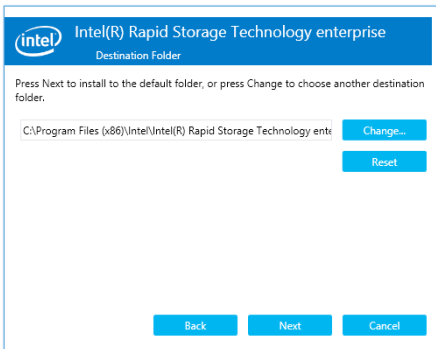 intel
Intel(R) Rapid Storage Technology enterprise
Destination Folder
Press Next to install to the default folder, or press Change to choose another destination
folder.
C:\Program Files (x86)\Intel\Intel(R) Rapid Storage Technology ente
Change...
Reset
Back
Next
Cancel